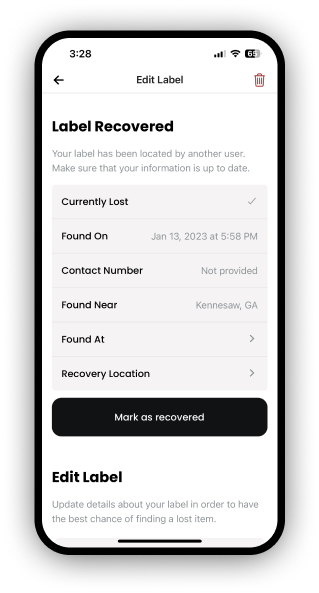 3:28
Edit Label
Label Recovered
Your label has been located by another user.
Make sure that your information is up to date.
Currently Lost
Found On Jan 13, 2023 at 5:58 PM
Contact Number Not provided
Found Near Kennesaw, GA
Found At
Recovery Location
Mark as recovered
Edit Label
Update details about your label in order to have
the best chance of finding a lost item.